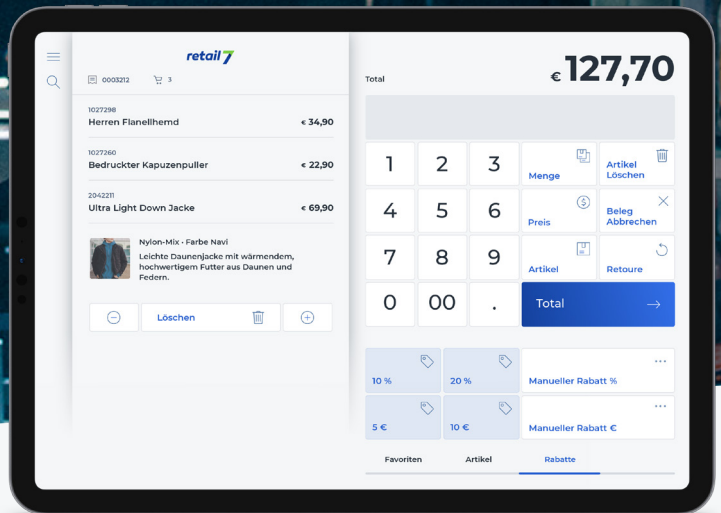 retail 7
0003212
3
1027298
Herren Flanellhemd € 34,90
1027260
Bedruckter Kapuzenpuller € 22,90
2042211
Ultra Light Down Jacke € 69,90
Nylon-Mix • Farbe Navi
Leichte Daunenjacke mit wärmendem,
hochwertigem Futter aus Daunen und
Federn.
Löschen
Total € 127,70
1 2 3 Menge Artikel
Löschen
4 5 6 Preis Beleg
Abbrechen
7 8 9 Artikel Retoure
0 00 . Total
10 % 20 % Manueller Rabatt %
5 € 10 € Manueller Rabatt €
Favoriten Artikel Rabatte